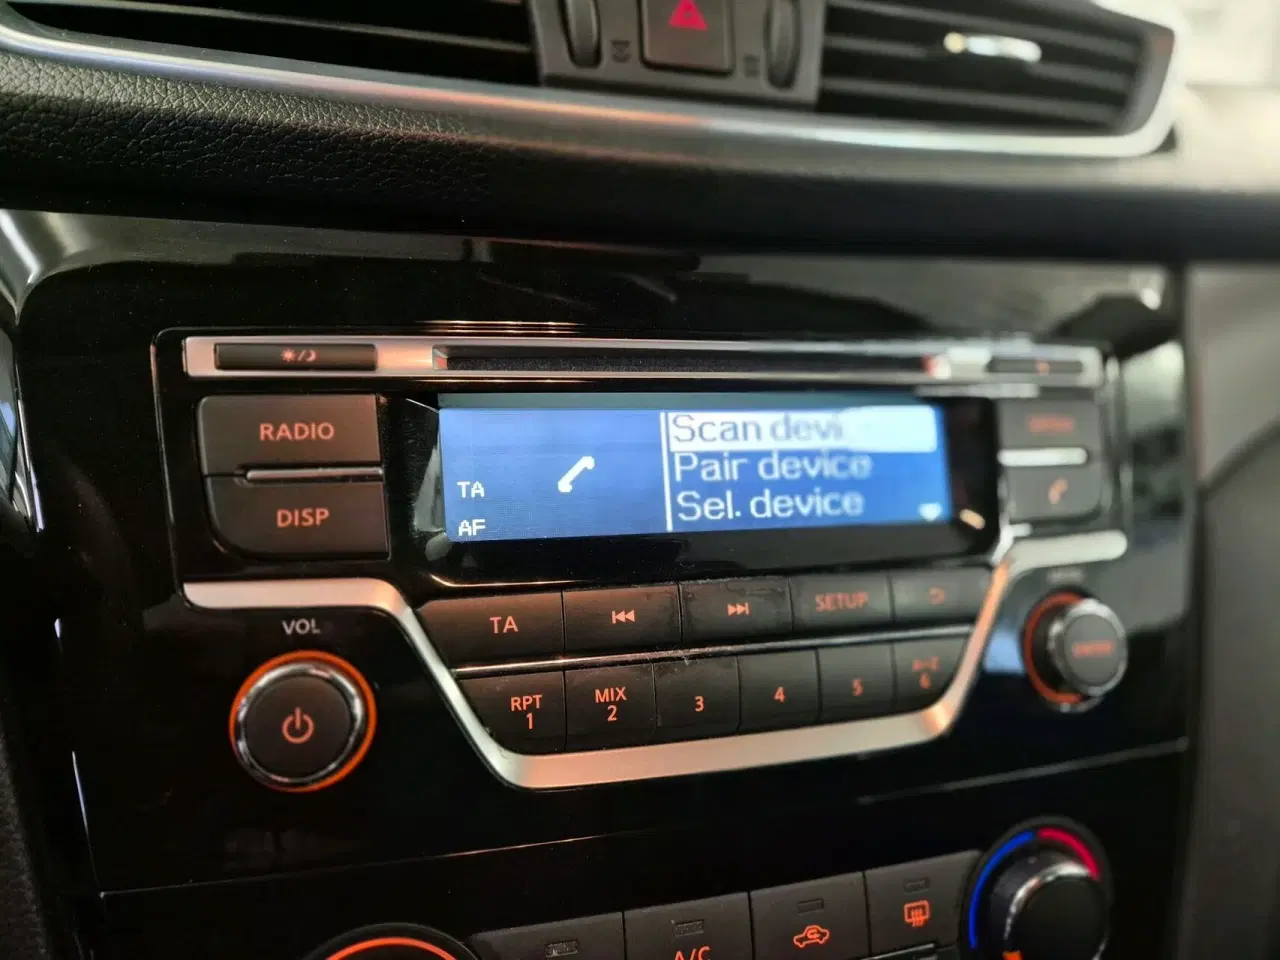 RADIO
DISP
TA
AF
Scan devi
Pair device
Sel. device
VOL
TA
SETUP
RPT
1
MIX
2
3
4
5
A-Z
6
ENTER
A/C